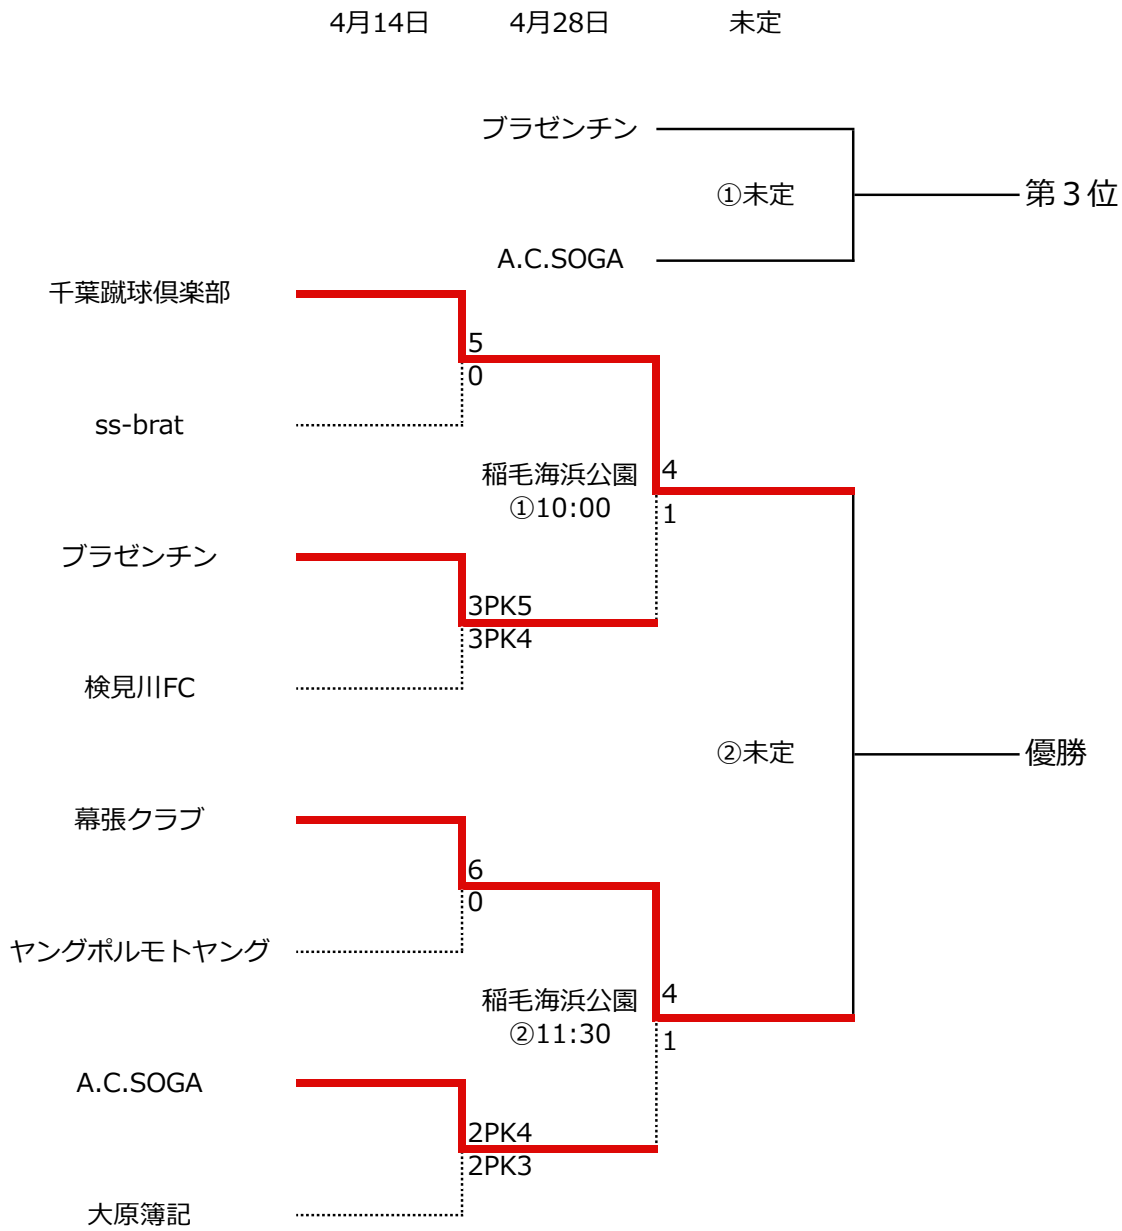 4月14日 4月28日 未定
ブラゼンチン
①未定 第３位
A.C.SOGA
千葉蹴球倶楽部
5
0
ss-brat
稲毛海浜公園 4
①10:00 1
ブラゼンチン
3PK5
3PK4
検見川FC
②未定 優勝
幕張クラブ
6
0
ヤングポルモトヤング
稲毛海浜公園 4
②11:30 1
A.C.SOGA
2PK4
2PK3
大原簿記